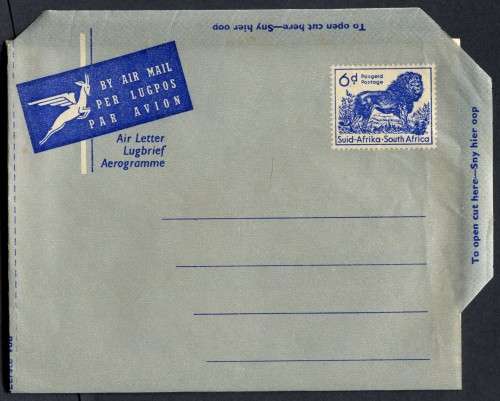 To open cut here—Sny hier oop
BY AIR MAIL
PER LUGPOS
PAR AVION
Air Letter
Lugbrief
Aerogramme
6d
Posgeld
Postage
Suid-Afrika·South Africa
To open cut here—Sny hier oop